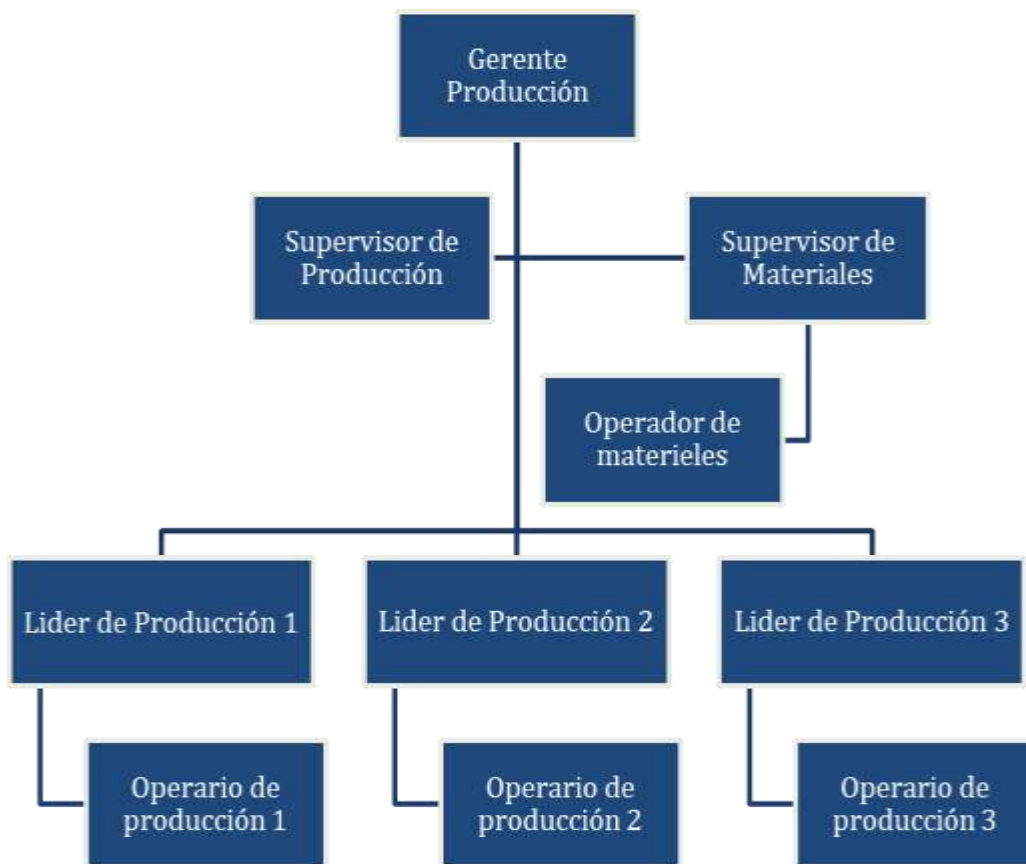 Gerente
Producción
Supervisor de
Producción
Supervisor de
Materiales
Operador de
materieles
Lider de Producción 1
Lider de Producción 2
Lider de Producción 3
Operario de
producción 1
Operario de
producción 2
Operario de
producción 3